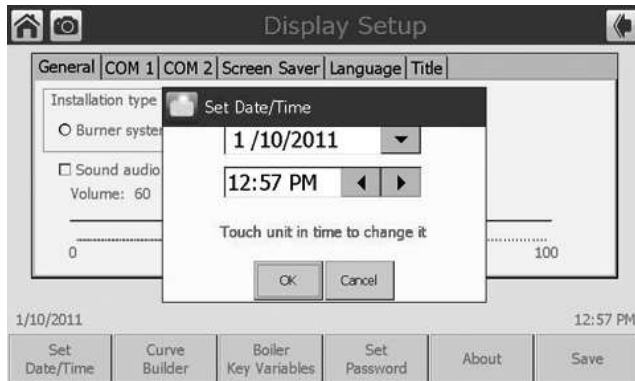 Display Setup
General COM 1 COM 2 Screen Saver Language Title
Installation type
Burner
Set Date/Time
1 /10/2011
Sound audio
12:57 PM
Volume: 60
Touch unit in time to change it
0
100
OK
Cancel
1/10/2011
12:57 PM
Set Date/Time
Curve Builder
Boiler Key Variables
Set Password
About
Save